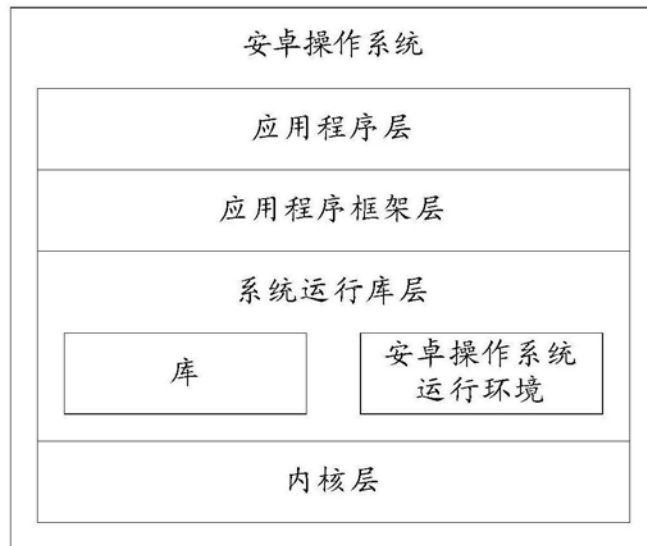 安卓操作系统
应用程序层
应用程序框架层
系统运行库层
库
安卓操作系统
运行环境
内核层